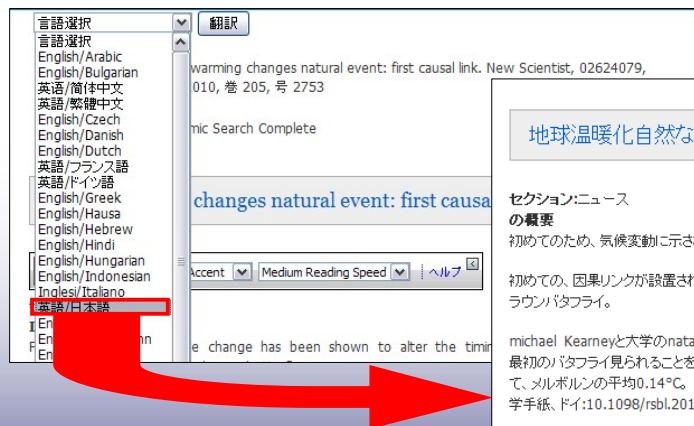 言語選択
翻訳
言語選択
English/Arabic
English/Bulgarian
英语/简体中文
英語/繁體中文
English/Czech
English/Danish
English/Dutch
英語/フランス語
英語/ドイツ語
English/Greek
English/Hausa
English/Hebrew
English/Hindi
English/Hungarian
English/Indonesian
Inglesi/Italiano
英語/日本語
En
En
En
warming changes natural event: first causal link. New Scientist, 02624079,
010, 巻 205, 号 2753
mic Search Complete
changes natural event: first causa
Accent
Medium Reading Speed
ヘルプ
e change has been shown to alter the timin
地球温暖化自然な
セクション:ニュース
の概要
初めてのため、気候変動に示さ
初めての、因果リンクが設置され
ラウンバタフライ。
michael Kearneyと大学のnata
最初のバタフライ見られることを
て、メルボルンの平均0.14°C。
学手紙、ドイ:10.1098/rsbl.201